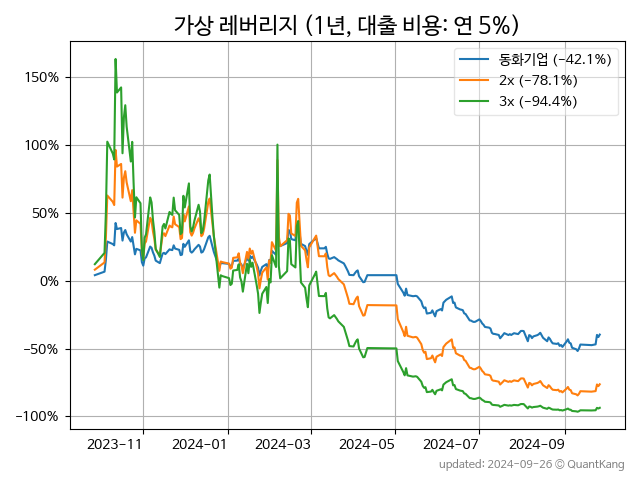 가상 레버리지 (1년, 대출 비용: 연 5%)
동화기업 (-42.1%)
2x (-78.1%)
3x (-94.4%)
150%
100%
50%
0%
-50%
-100%
2023-11
2024-01
2024-03
2024-05
2024-07
2024-09
updated: 2024-09-26 © QuantKang